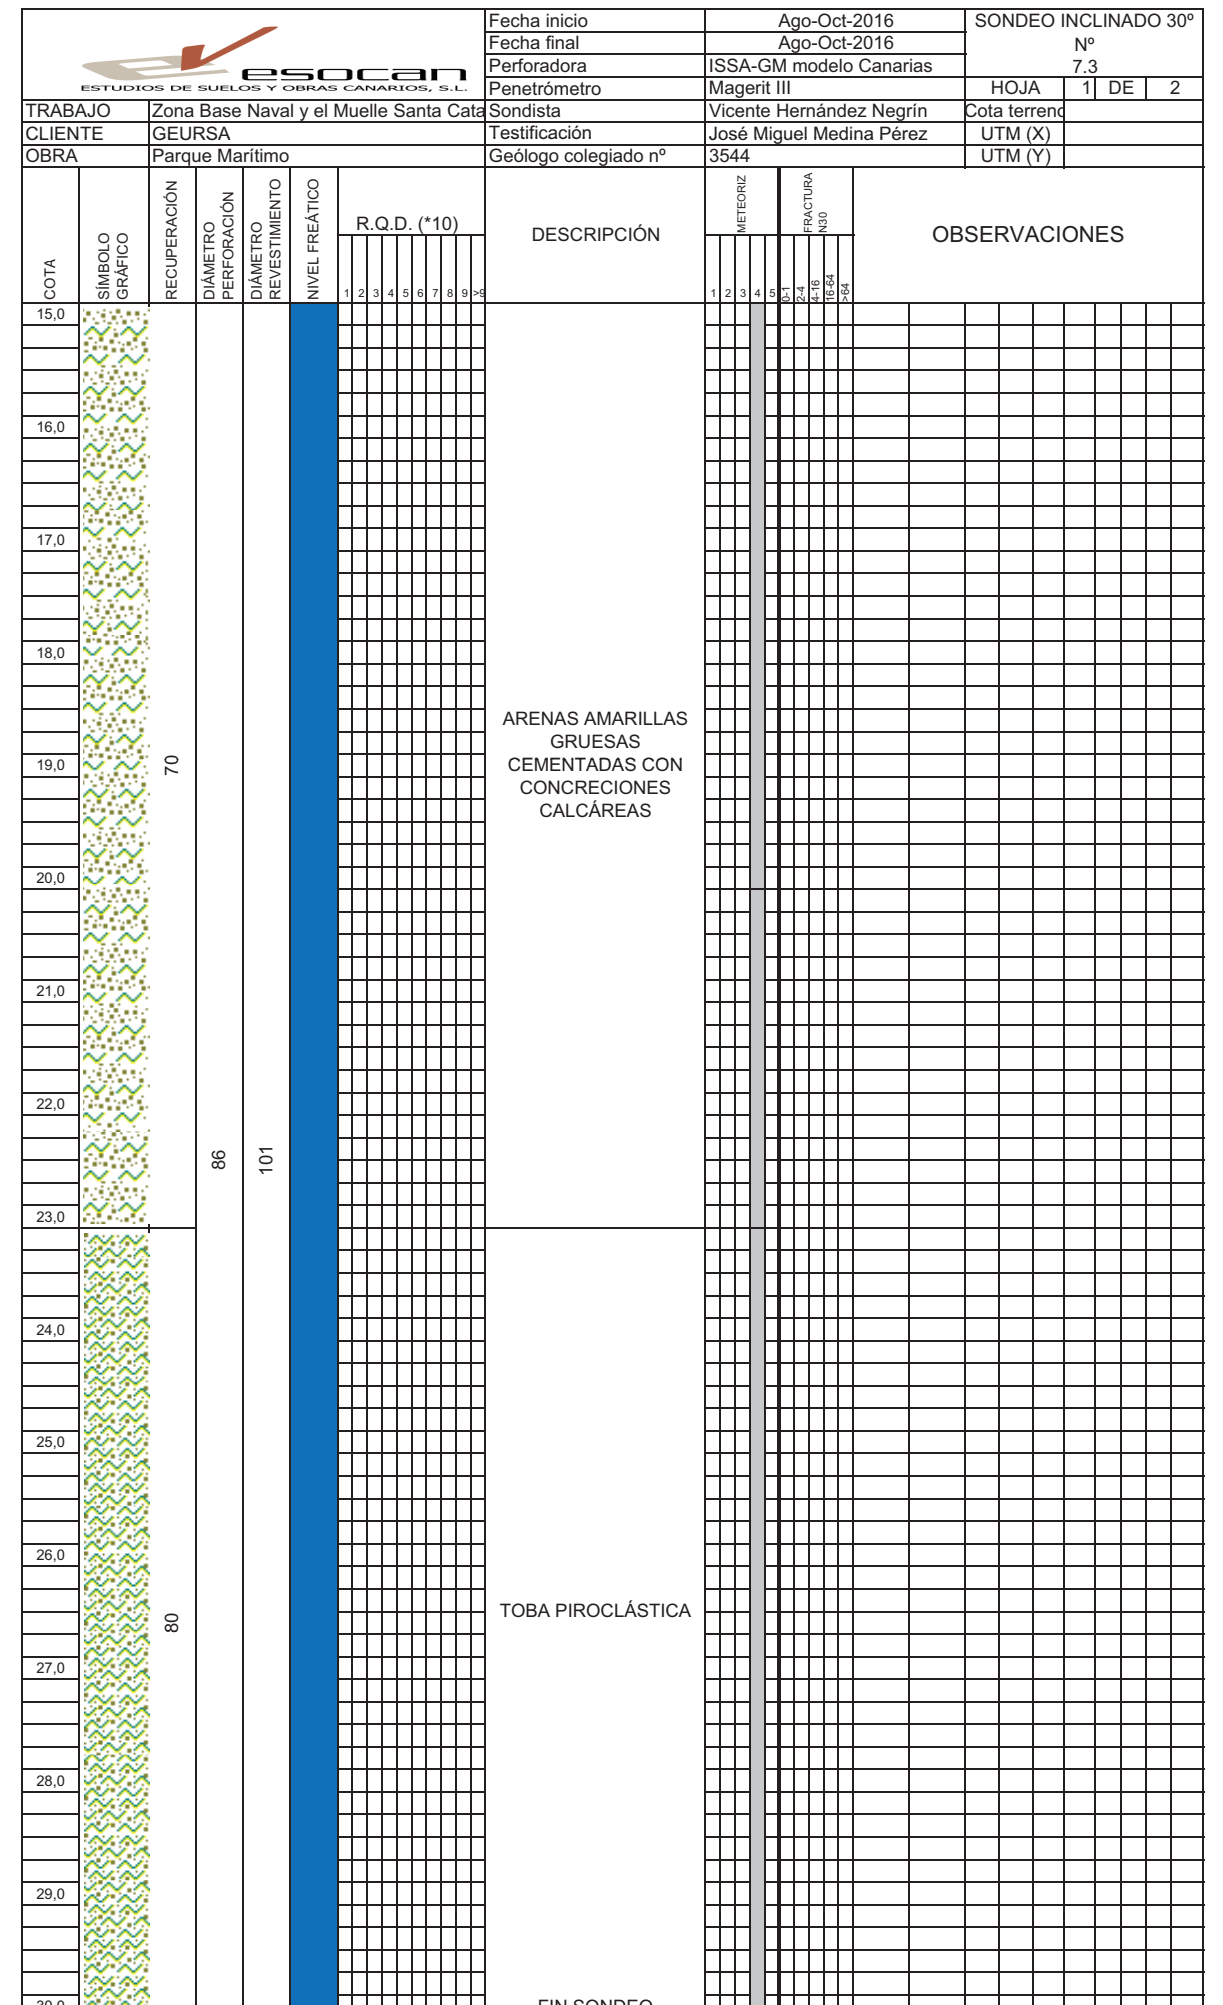 esocan
ESTUDIOS DE SUELOS Y OBRAS CANARIOS, S.L.
Fecha inicio Ago-Oct-2016 SONDEO INCLINADO 30º
Fecha final Ago-Oct-2016 Nº
Perforadora ISSA-GM modelo Canarias 7.3
Penetrómetro Magerit III HOJA 1 DE 2
TRABAJO Zona Base Naval y el Muelle Santa Cata Sondista Vicente Hernández Negrín Cota terreno
CLIENTE GEURSA Testificación José Miguel Medina Pérez UTM (X)
OBRA Parque Marítimo Geólogo colegiado nº 3544 UTM (Y)
COTA
SÍMBOLO
GRÁFICO
RECUPERACIÓN
DIÁMETRO
PERFORACIÓN
DIÁMETRO
REVESTIMIENTO
NIVEL FREÁTICO
R.Q.D. (*10)
1 2 3 4 5 6 7 8 9 >9
DESCRIPCIÓN
METEORIZ
1 2 3 4 5
FRACTURA
N30
0-1
2-4
4-16
16-64
>64
OBSERVACIONES
15,0
16,0
17,0
18,0
ARENAS AMARILLAS
GRUESAS
19,0 70 CEMENTADAS CON
CONCRECIONES
CALCÁREAS
20,0
21,0
22,0
86 101
23,0
24,0
25,0
26,0
80 TOBA PIROCLÁSTICA
27,0
28,0
29,0
30,0 FIN SONDEO